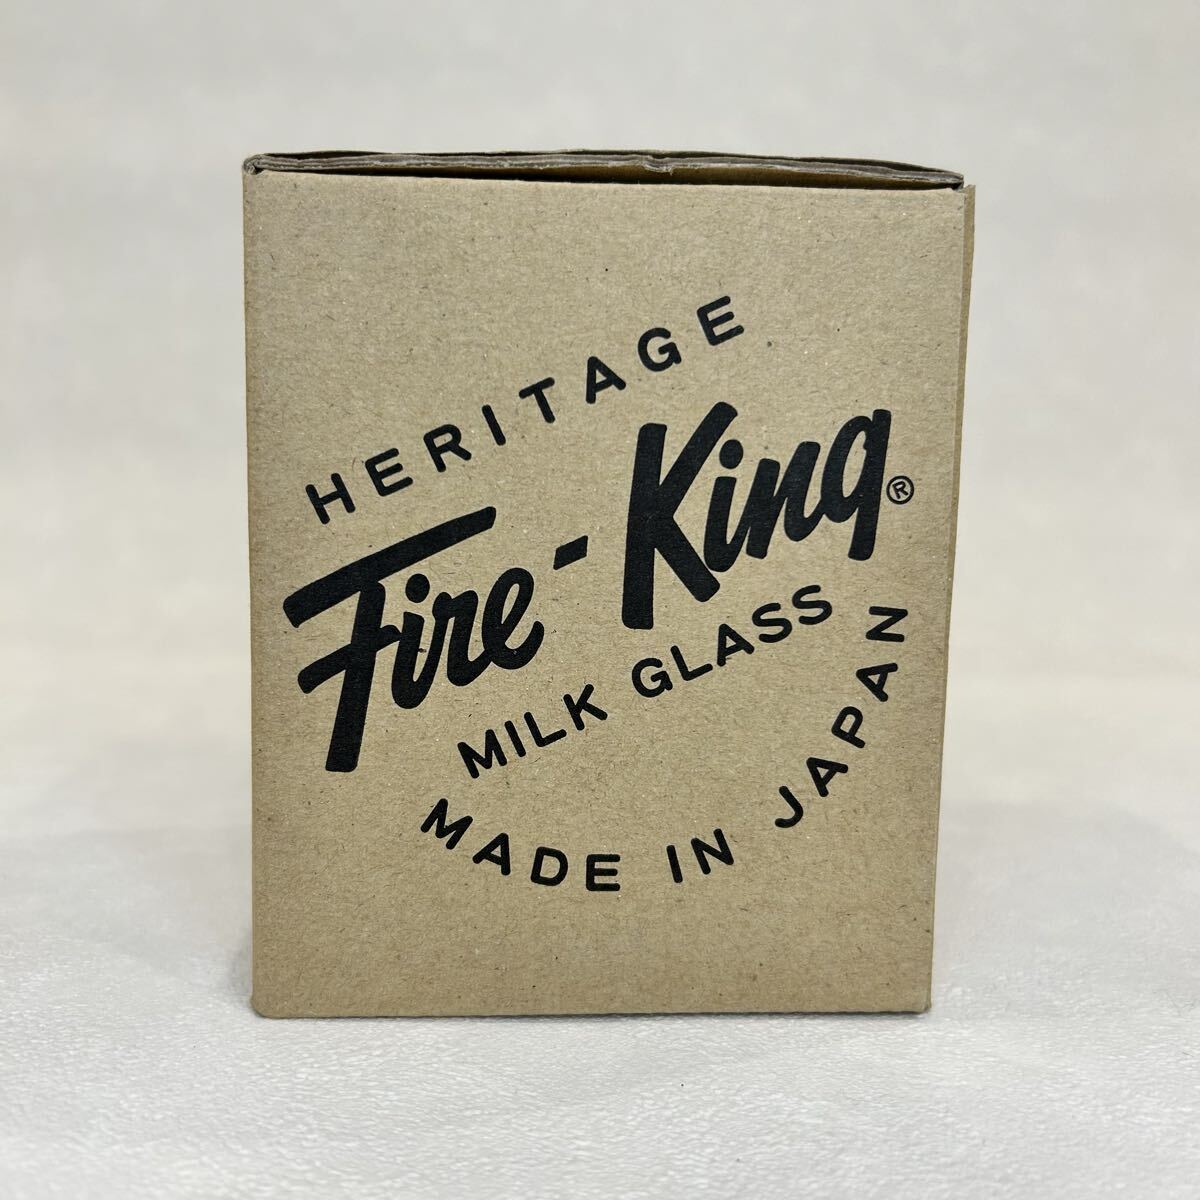 HERITAGE
Fire-King®
MILK GLASS
MADE IN JAPAN